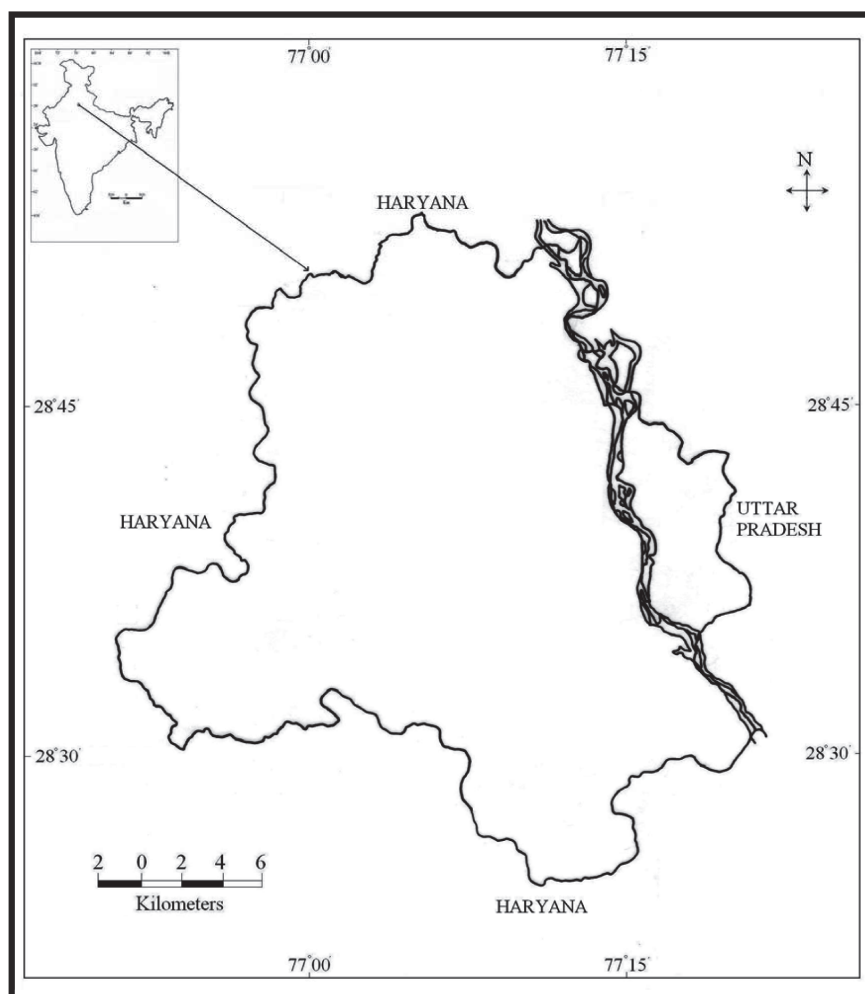 77°00' 77°15'
N
HARYANA
28°45' 28°45'
HARYANA
UTTAR
PRADESH
28°30' 28°30'
2 0 2 4 6
Kilometers
HARYANA
77°00' 77°15'